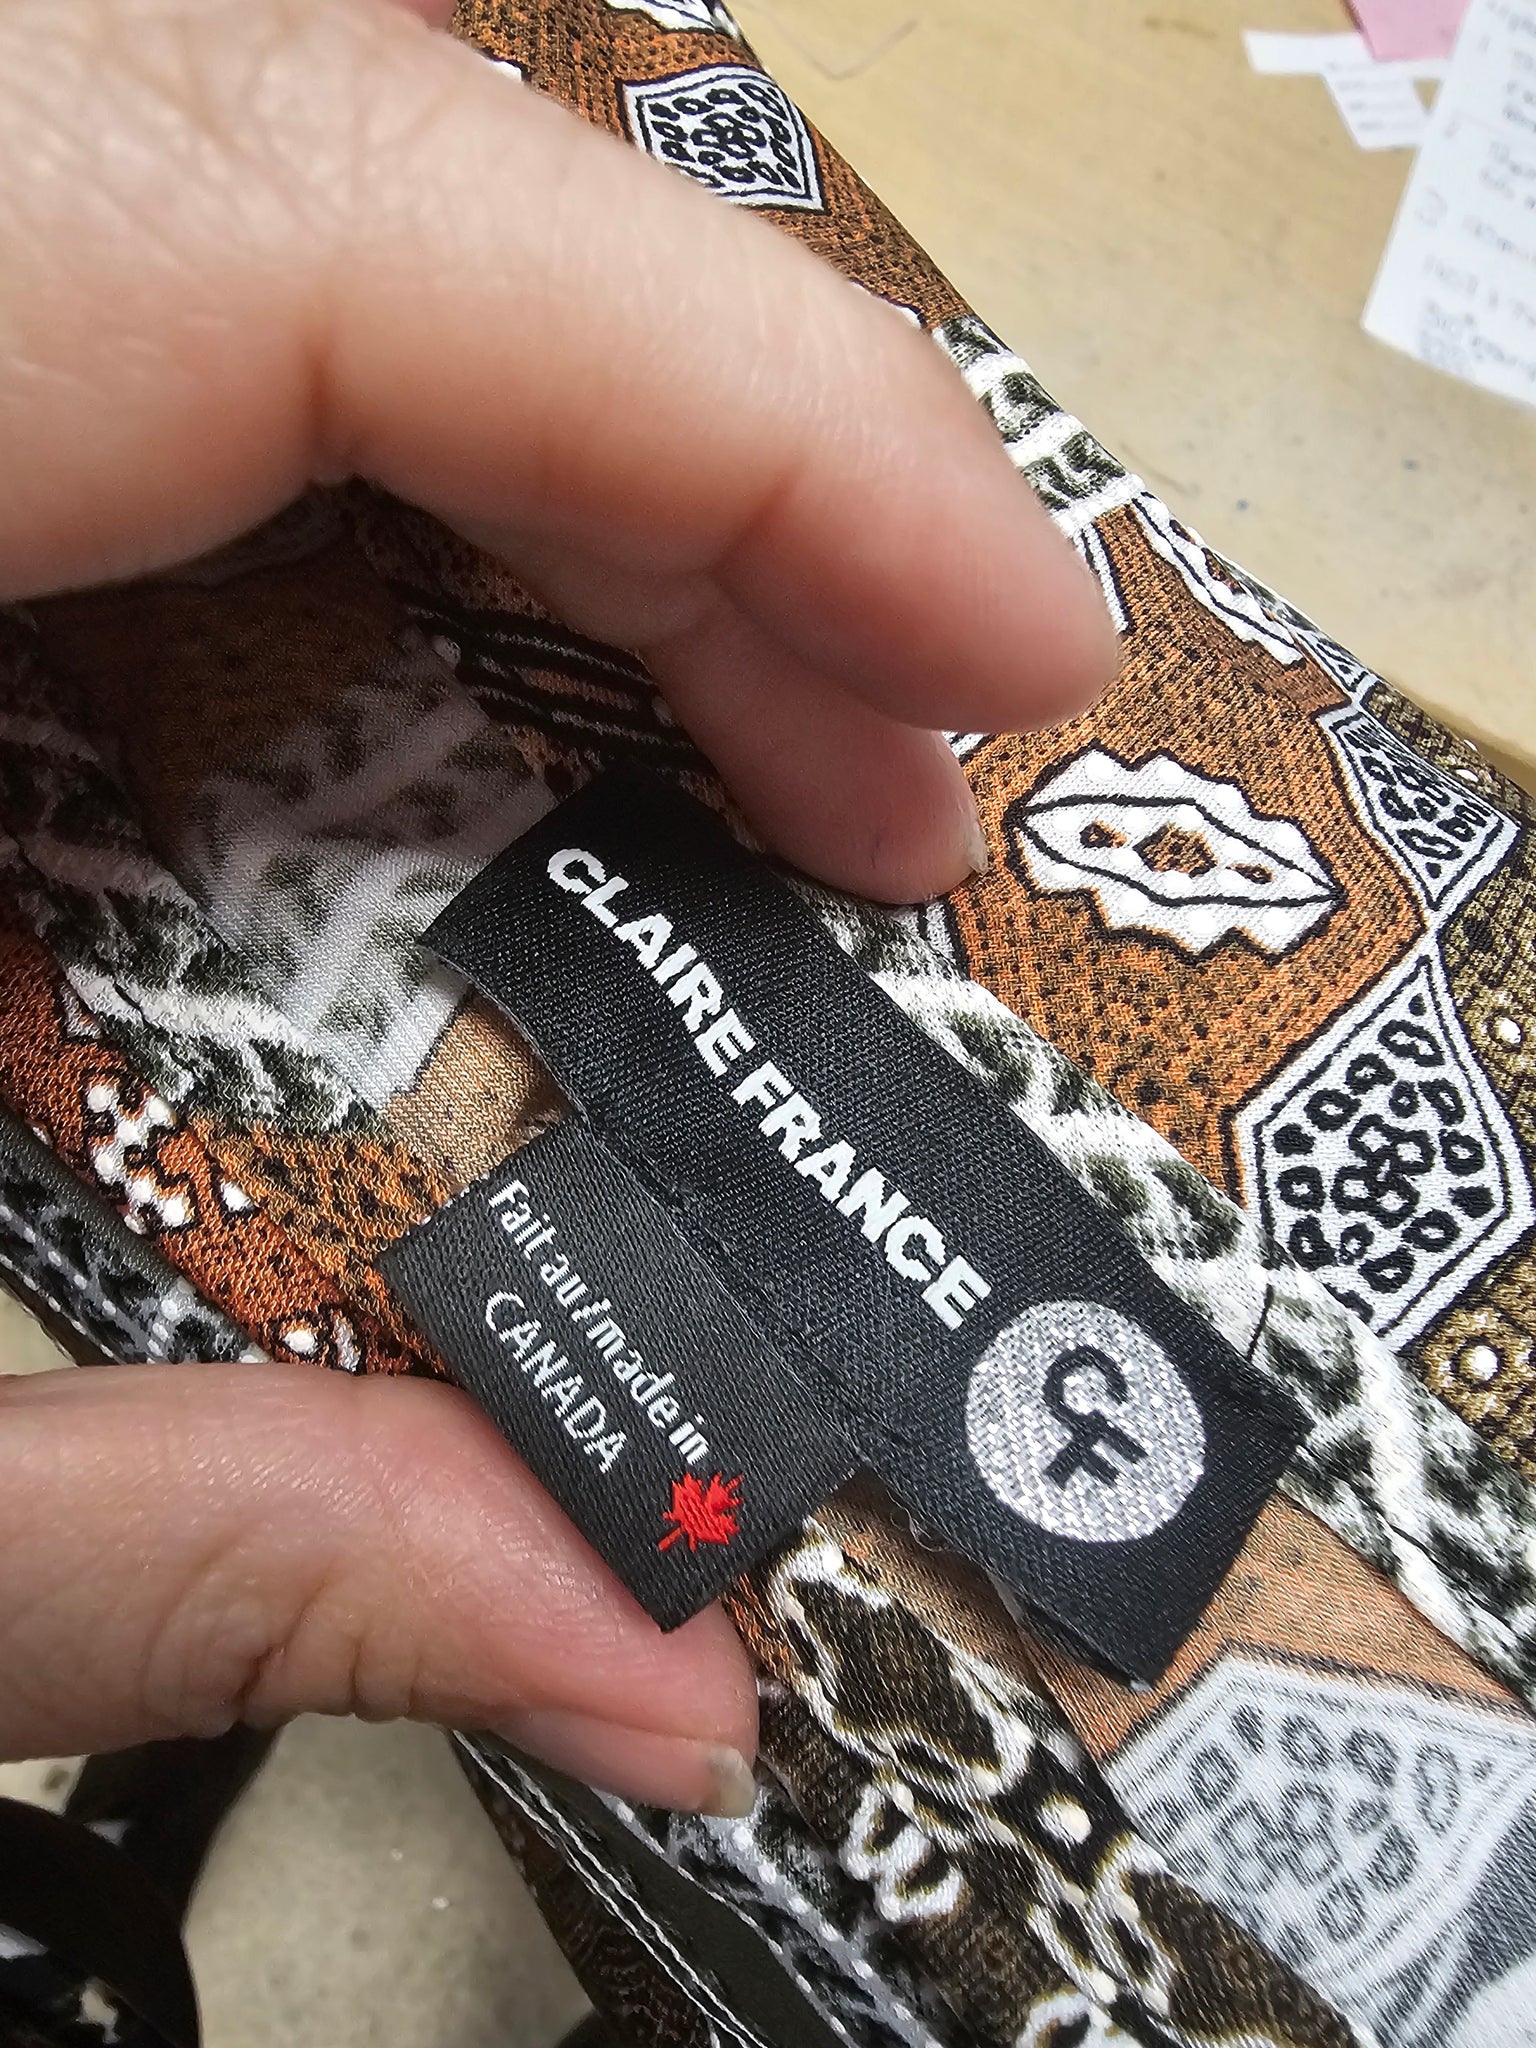 CLAIRE FRANCE
CF
Fait au / made in
CANADA